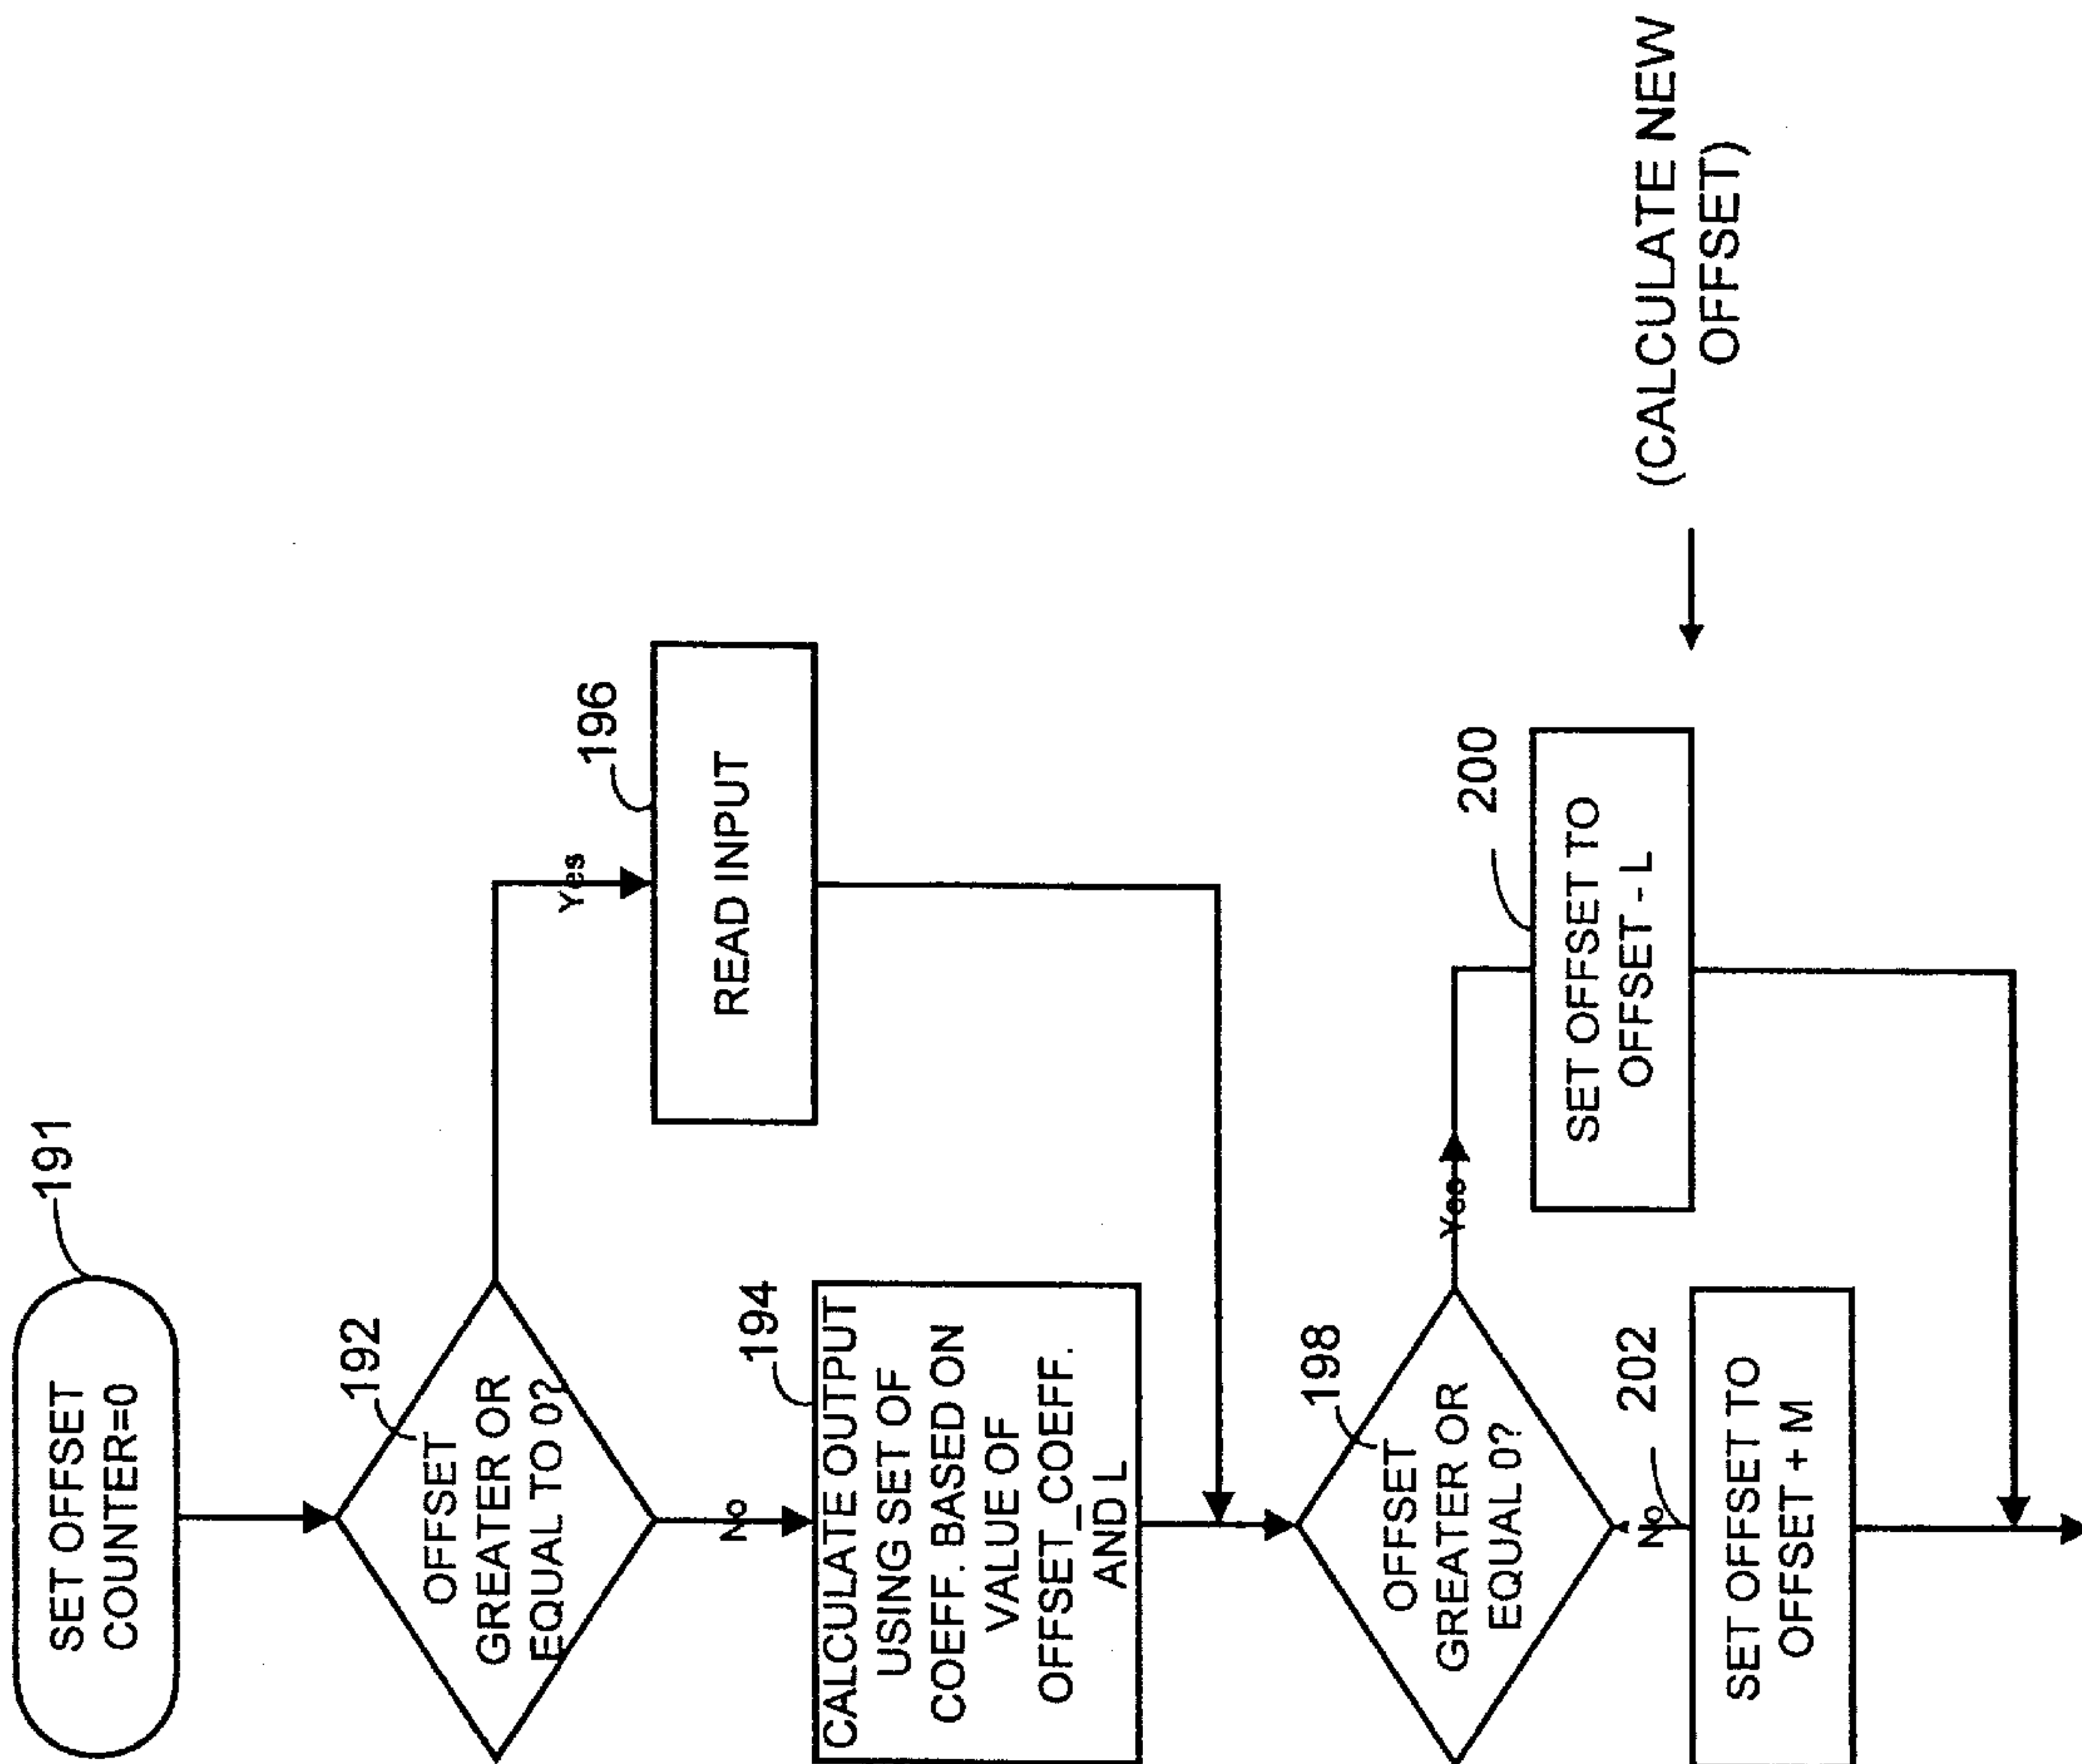 SET OFFSET
COUNTER=0
191
OFFSET
GREATER OR
EQUAL TO 0?
192
Yes
No
READ INPUT
196
CALCULATE OUTPUT
USING SET OF
COEFF. BASED ON
VALUE OF
OFFSET_COEFF.
AND L
194
OFFSET
GREATER OR
EQUAL 0?
198
Yes
No
SET OFFSET TO
OFFSET - L
200
SET OFFSET TO
OFFSET + M
202
(CALCULATE NEW
OFFSET)